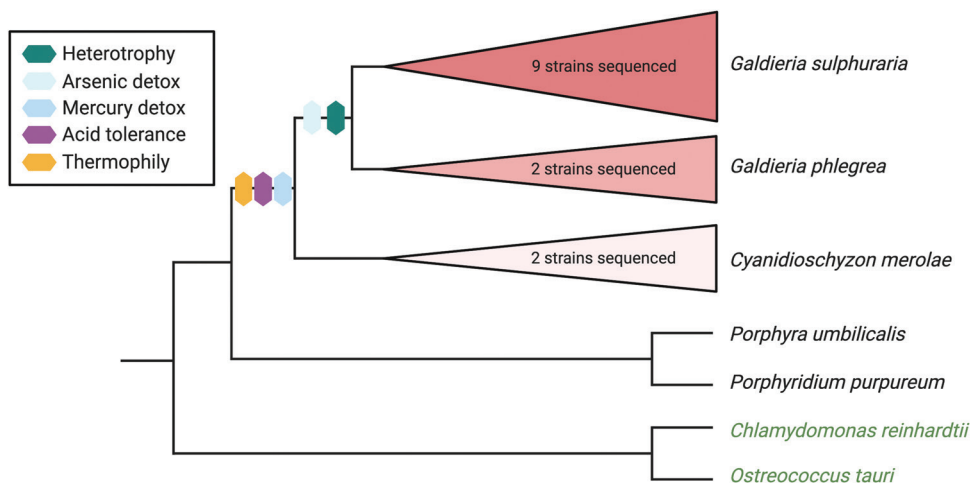 Heterotrophy
Arsenic detox
Mercury detox
Acid tolerance
Thermophily
9 strains sequenced
Galdieria sulphuraria
2 strains sequenced
Galdieria phlegrea
2 strains sequenced
Cyanidioschyzon merolae
Porphyra umbilicalis
Porphyridium purpureum
Chlamydomonas reinhardtii
Ostreococcus tauri